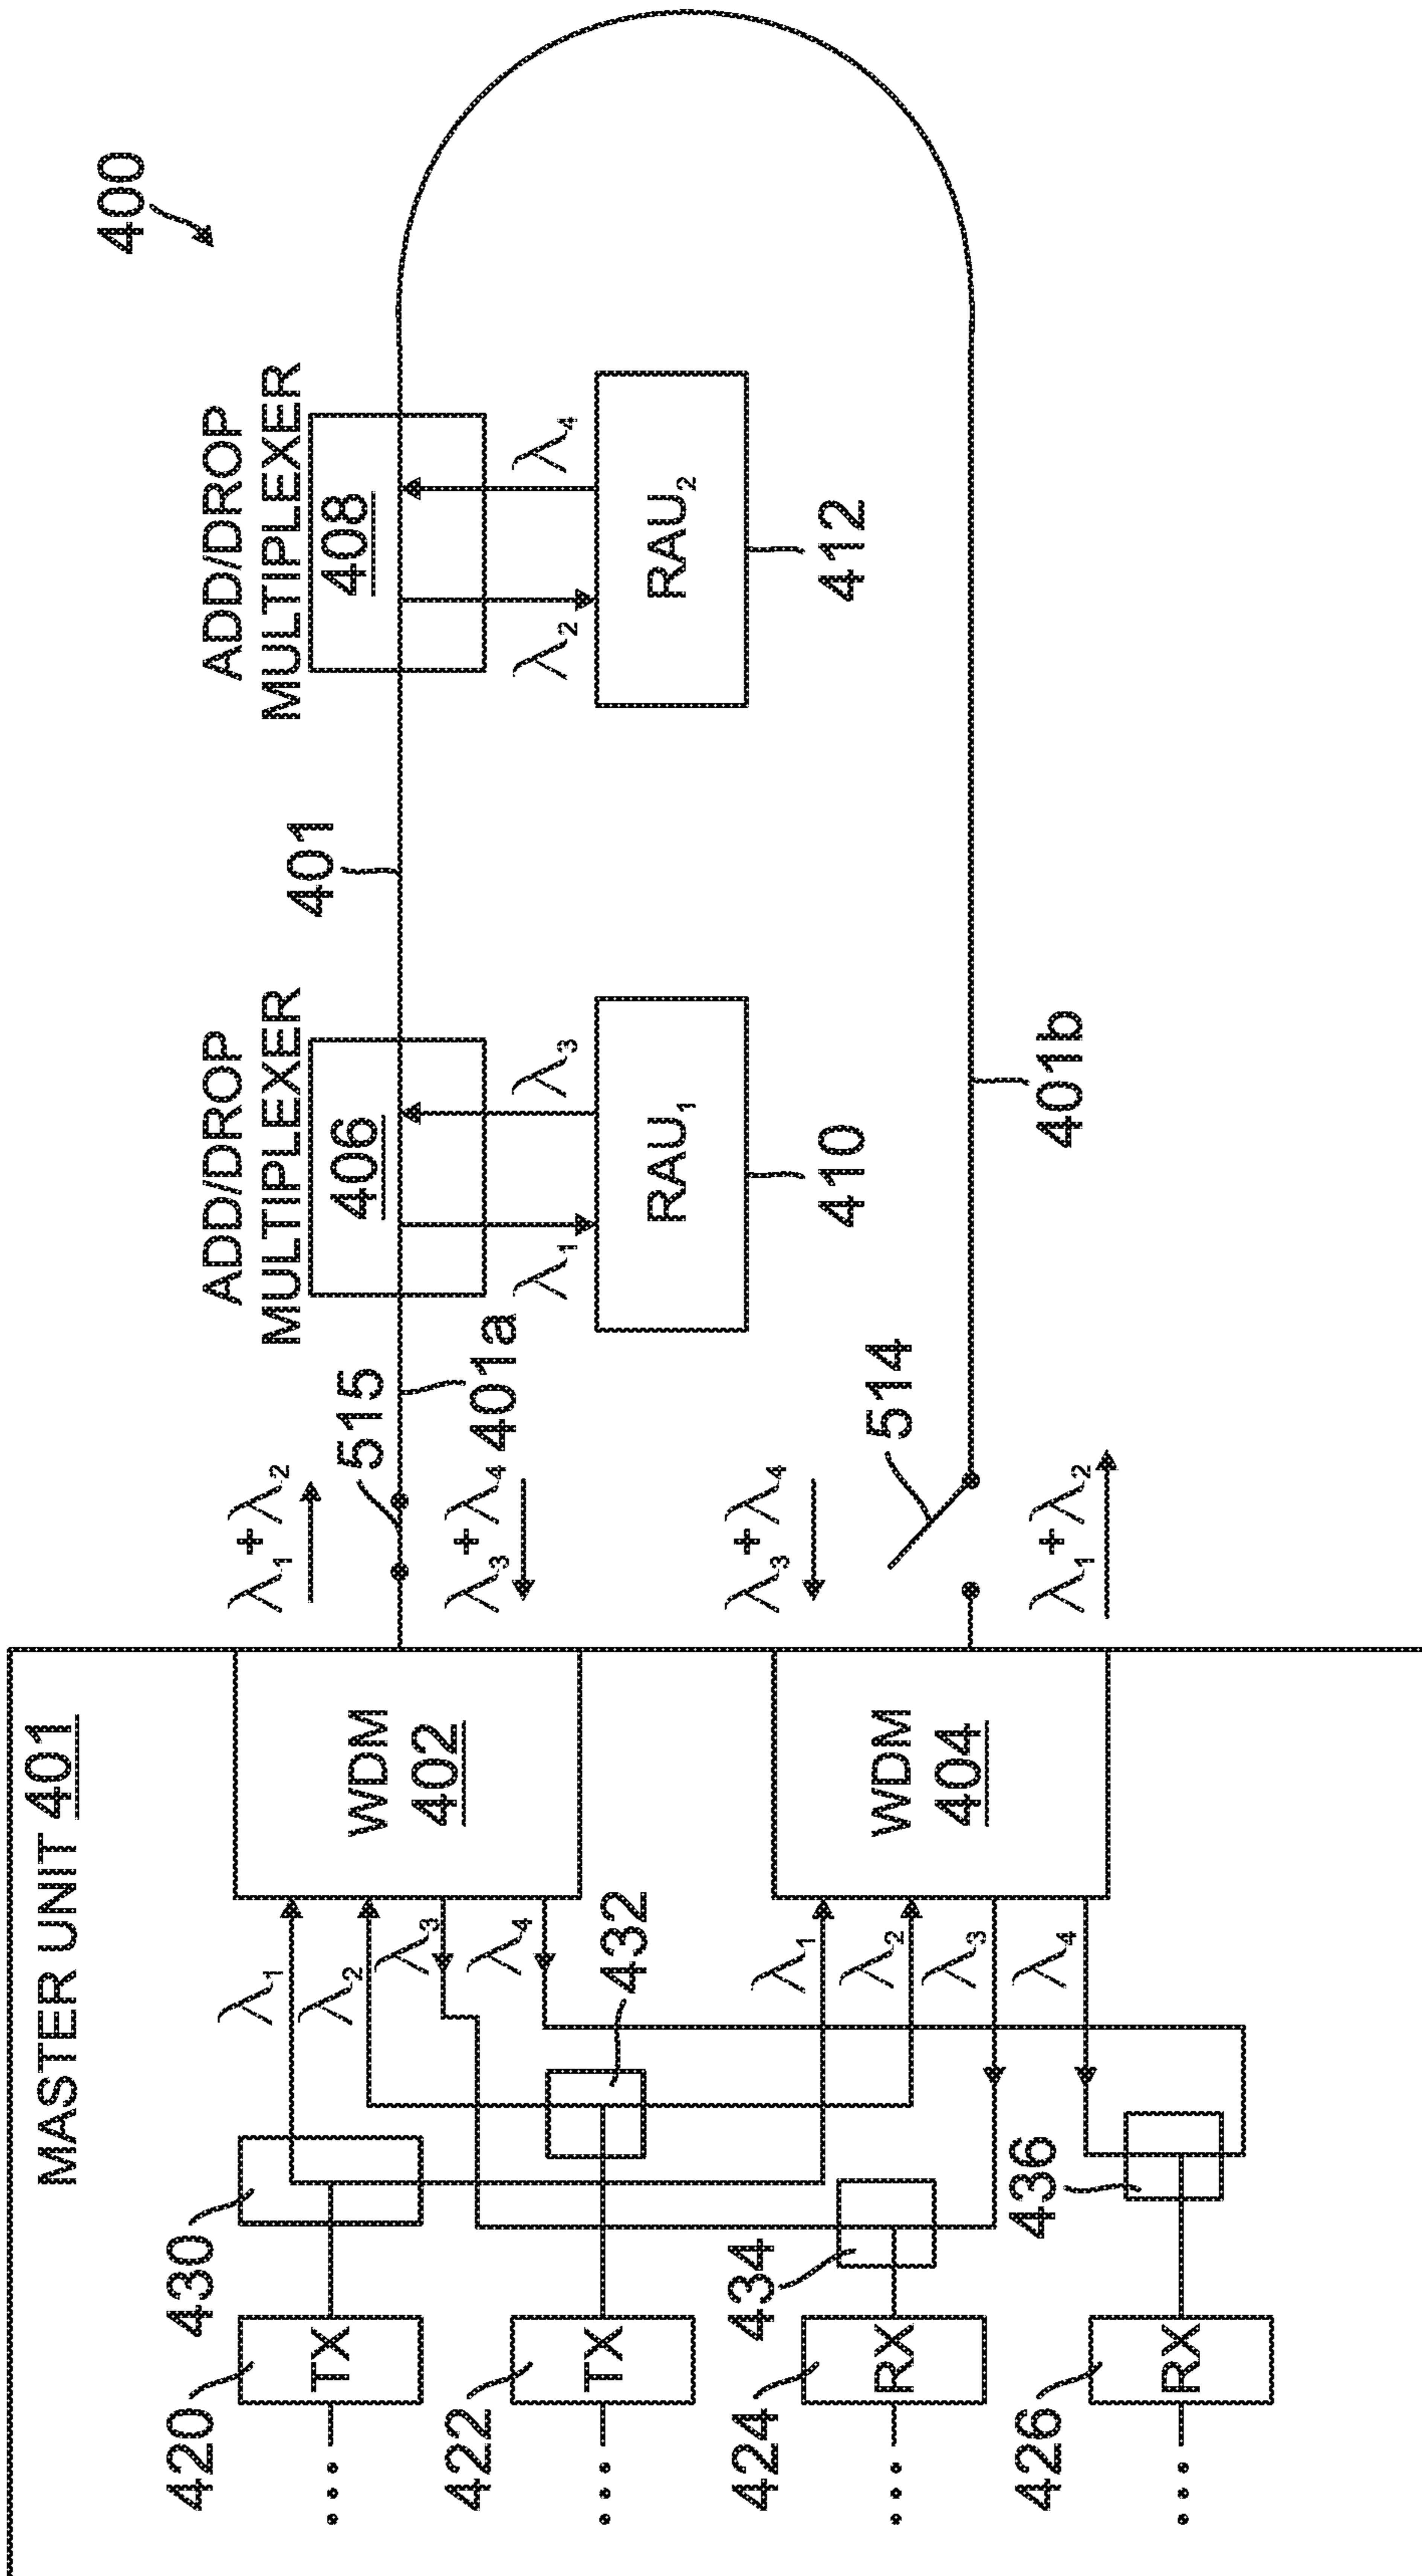 400
MASTER UNIT 401
ADD/DROP
MULTIPLEXER
406
ADD/DROP
MULTIPLEXER
408
401
λ₁+λ₂
515
401a
λ₃+λ₄
λ₁
λ₃
λ₂
λ₄
RAU₁
410
RAU₂
412
420
TX
430
λ₁
λ₂
λ₃
λ₄
WDM
402
422
TX
432
λ₃+λ₄
514
401b
λ₁+λ₂
424
RX
434
λ₁
λ₂
λ₃
λ₄
WDM
404
426
RX
436